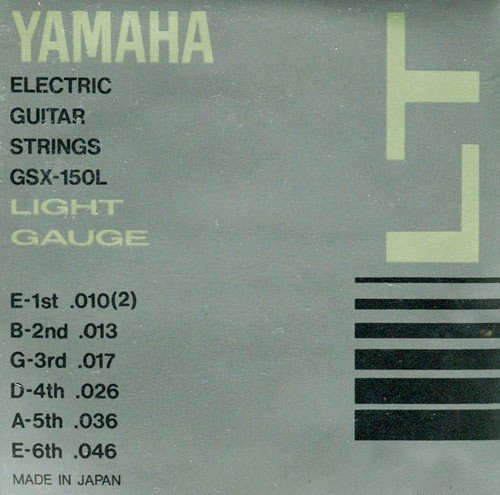 YAMAHA
ELECTRIC
GUITAR
STRINGS
GSX-150L
LIGHT
GAUGE
E-1st .010(2)
B-2nd .013
G-3rd .017
D-4th .026
A-5th .036
E-6th .046
MADE IN JAPAN